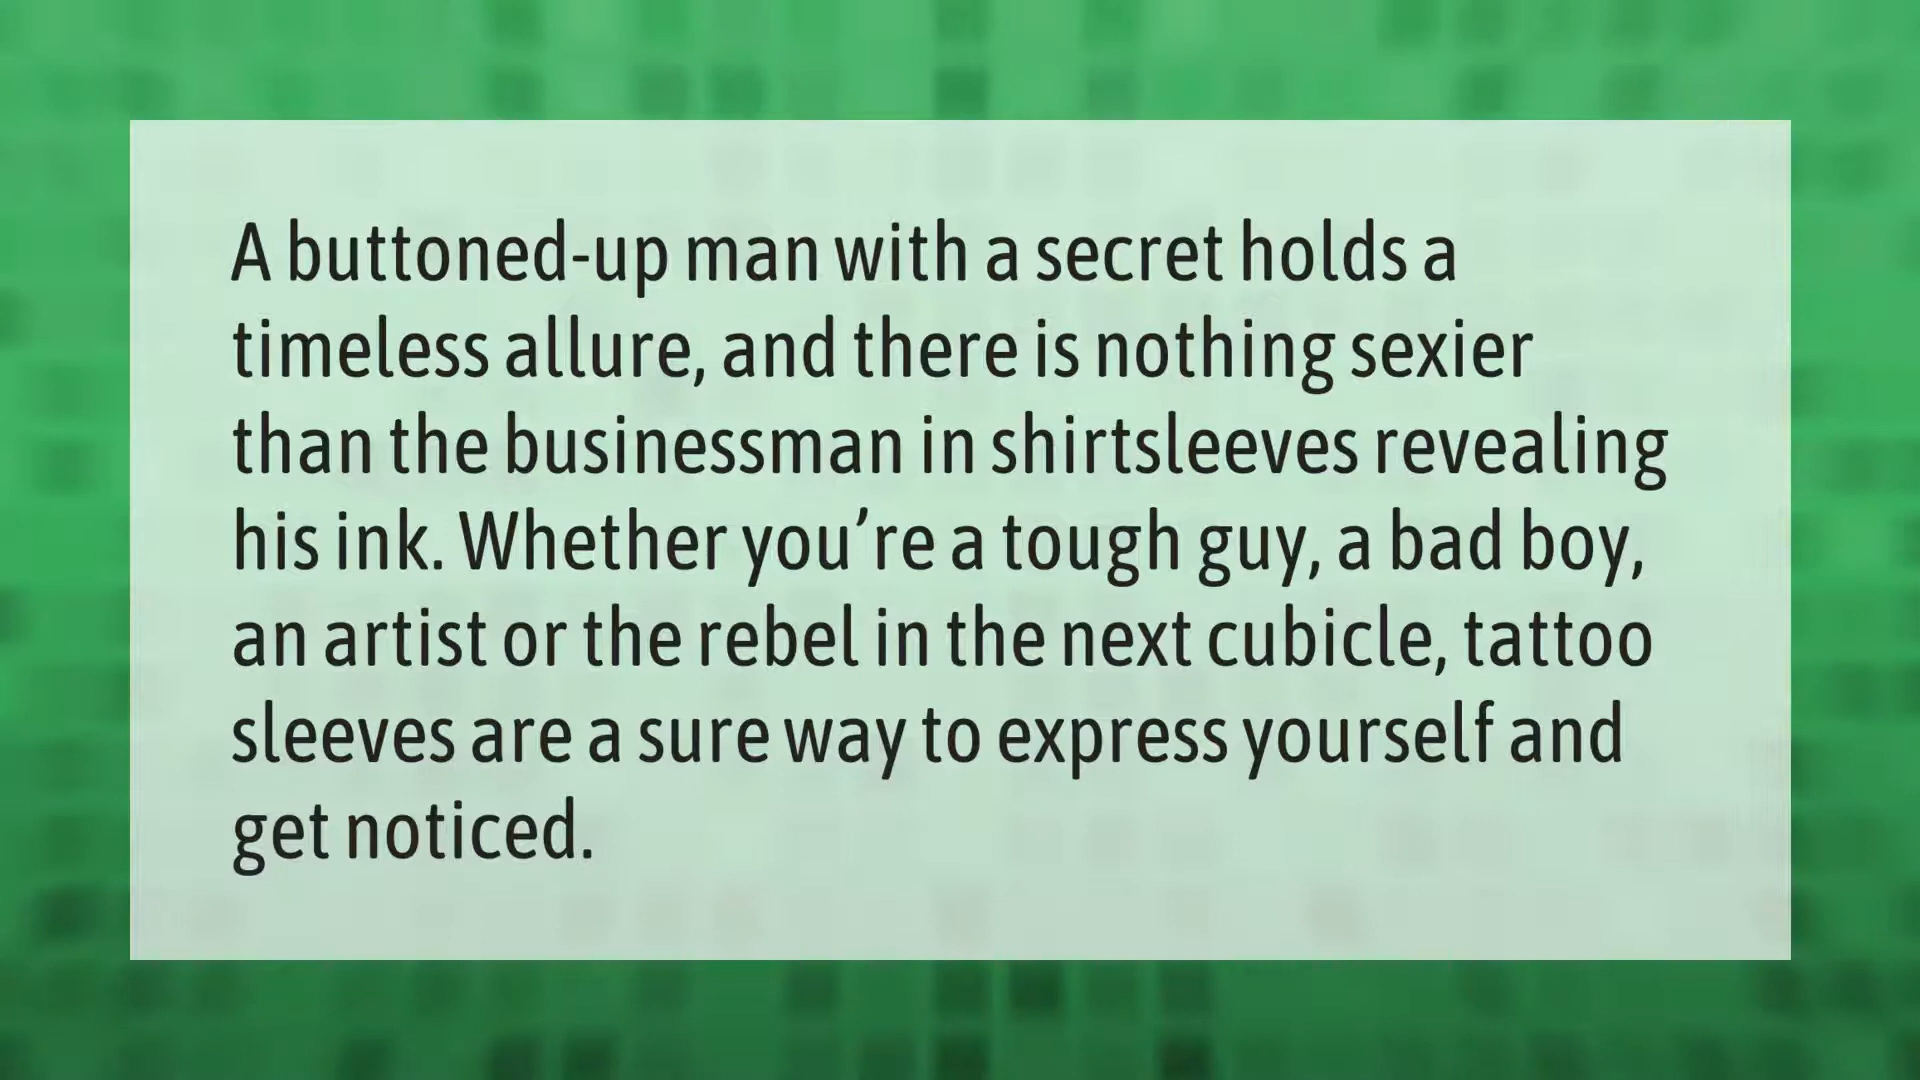 A buttoned-up man with a secret holds a
timeless allure, and there is nothing sexier
than the businessman in shirtsleeves revealing
his ink. Whether you’re a tough guy, a bad boy,
an artist or the rebel in the next cubicle, tattoo
sleeves are a sure way to express yourself and
get noticed.